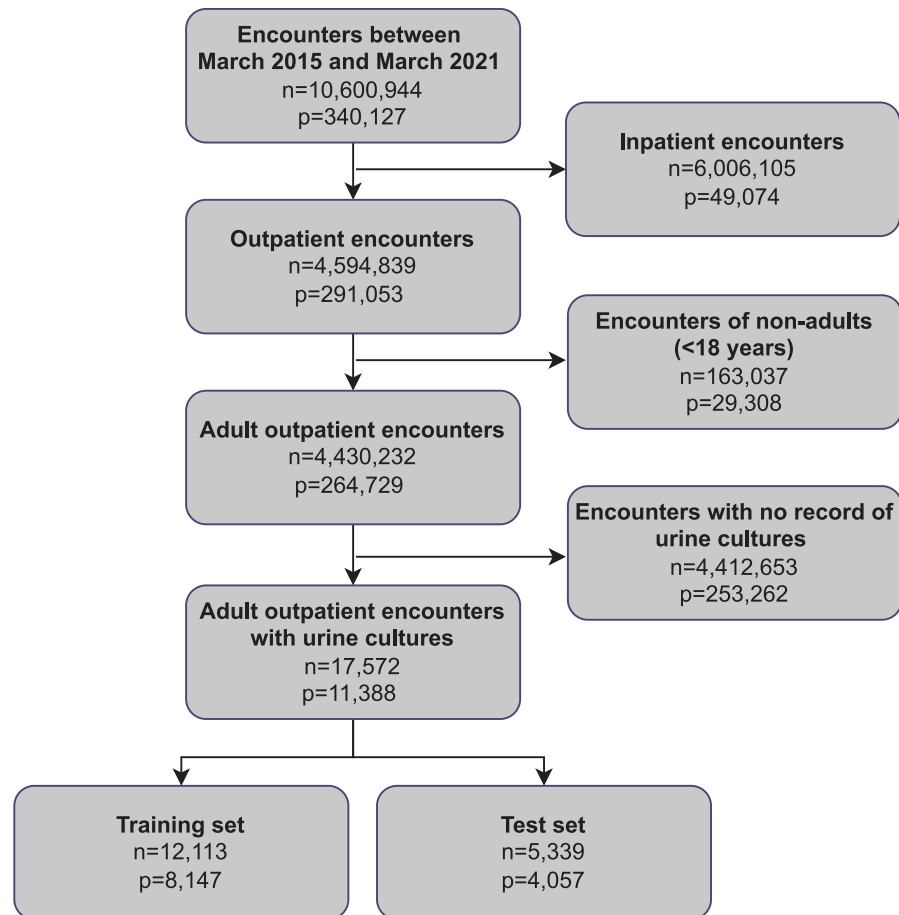 Encounters between
March 2015 and March 2021
n=10,600,944
p=340,127
Inpatient encounters
n=6,006,105
p=49,074
Outpatient encounters
n=4,594,839
p=291,053
Encounters of non-adults
(<18 years)
n=163,037
p=29,308
Adult outpatient encounters
n=4,430,232
p=264,729
Encounters with no record of
urine cultures
n=4,412,653
p=253,262
Adult outpatient encounters
with urine cultures
n=17,572
p=11,388
Training set
n=12,113
p=8,147
Test set
n=5,339
p=4,057